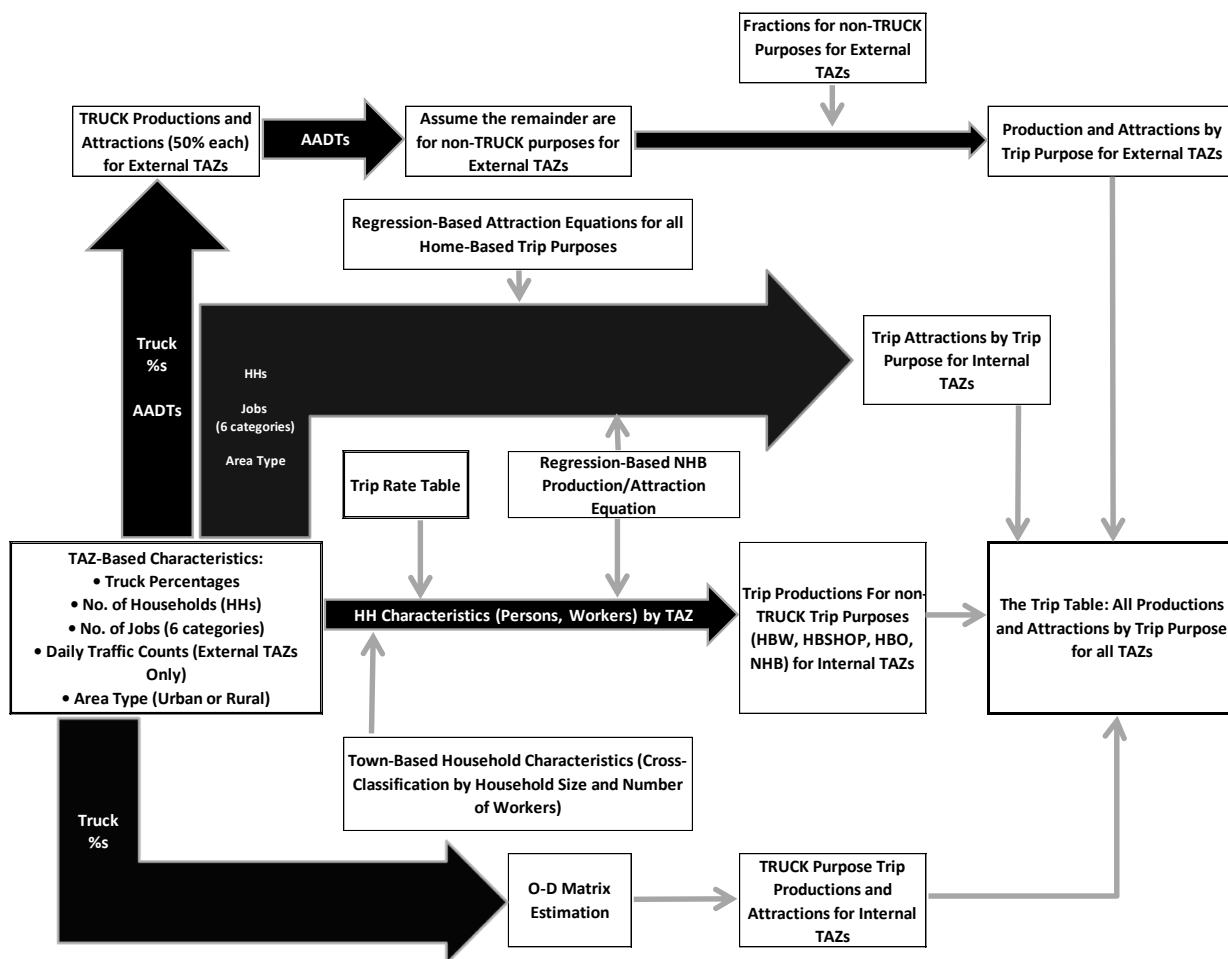 Fractions for non-TRUCK
Purposes for External
TAZs
TRUCK Productions and
Attractions (50% each)
for External TAZs
AADTs
Assume the remainder are
for non-TRUCK purposes for
External TAZs
Production and Attractions by
Trip Purpose for External TAZs
Regression-Based Attraction Equations for all
Home-Based Trip Purposes
Truck
%s
AADTs
HHs
Jobs
(6 categories)
Area Type
Trip Attractions by Trip
Purpose for Internal
TAZs
Trip Rate Table
Regression-Based NHB
Production/Attraction
Equation
TAZ-Based Characteristics:
• Truck Percentages
• No. of Households (HHs)
• No. of Jobs (6 categories)
• Daily Traffic Counts (External TAZs
Only)
• Area Type (Urban or Rural)
HH Characteristics (Persons, Workers) by TAZ
Trip Productions For non-
TRUCK Trip Purposes
(HBW, HBSHOP, HBO,
NHB) for Internal TAZs
The Trip Table: All Productions
and Attractions by Trip Purpose
for all TAZs
Town-Based Household Characteristics (Cross-
Classification by Household Size and Number
of Workers)
Truck
%s
O-D Matrix
Estimation
TRUCK Purpose Trip
Productions and
Attractions for Internal
TAZs